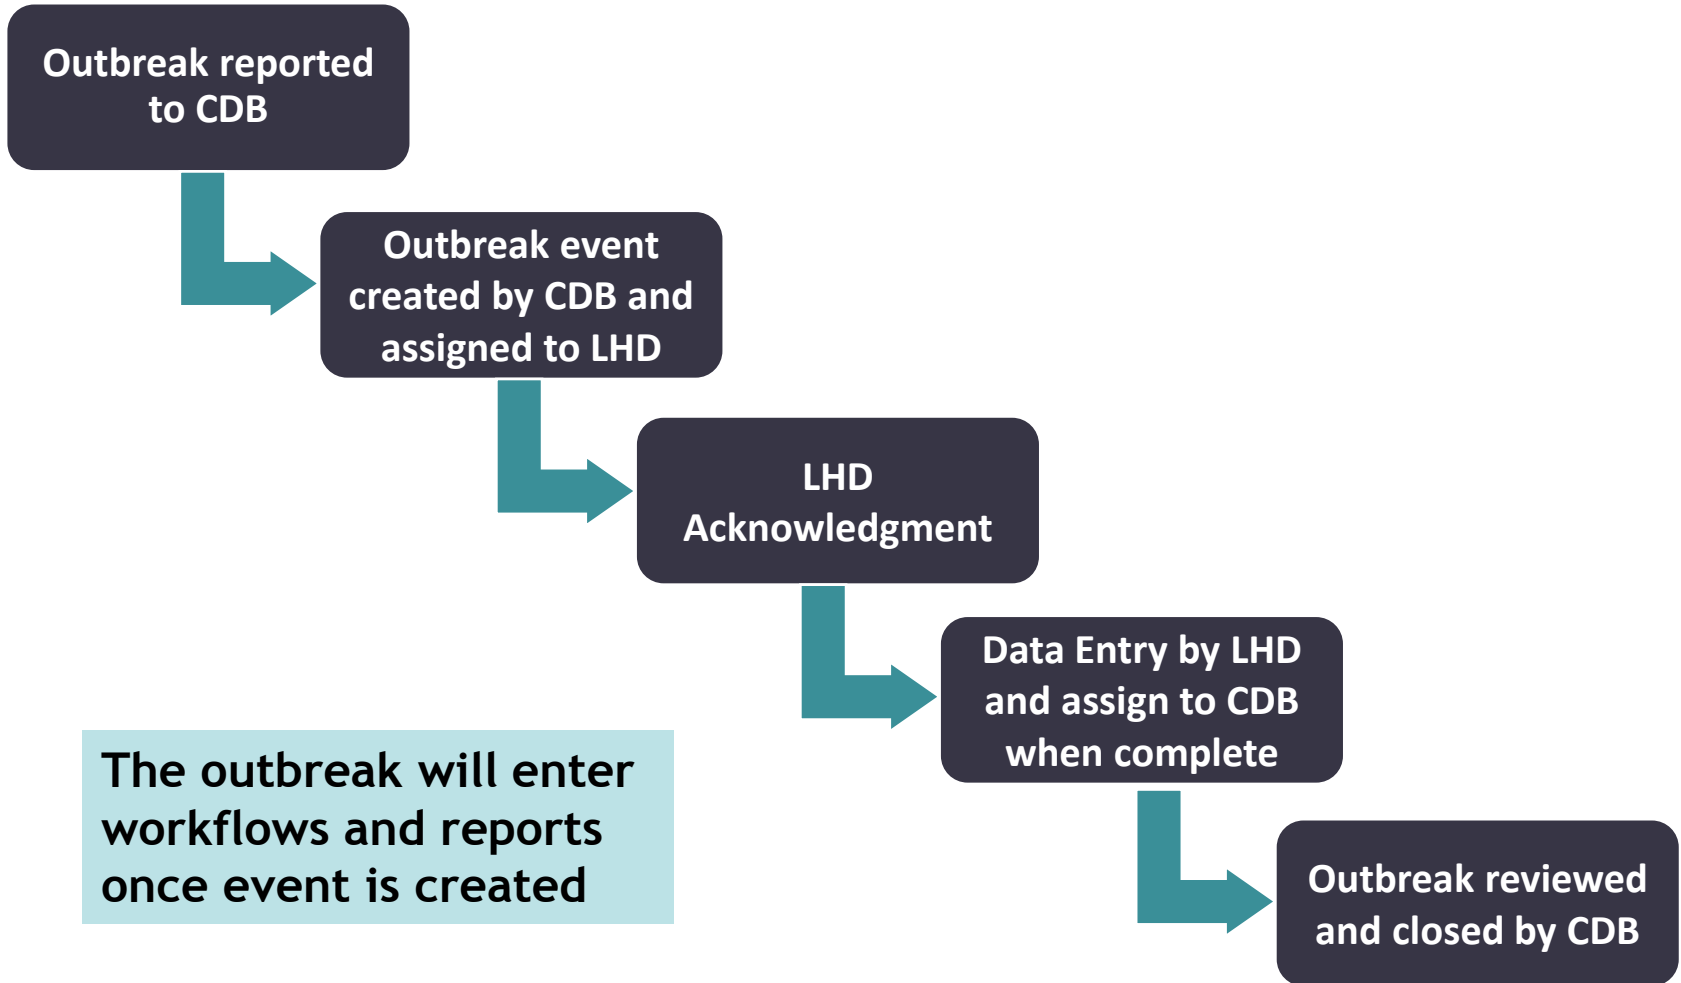 Outbreak reported
to CDB
Outbreak event
created by CDB and
assigned to LHD
LHD
Acknowledgment
Data Entry by LHD
and assign to CDB
when complete
The outbreak will enter
workflows and reports
once event is created
Outbreak reviewed
and closed by CDB